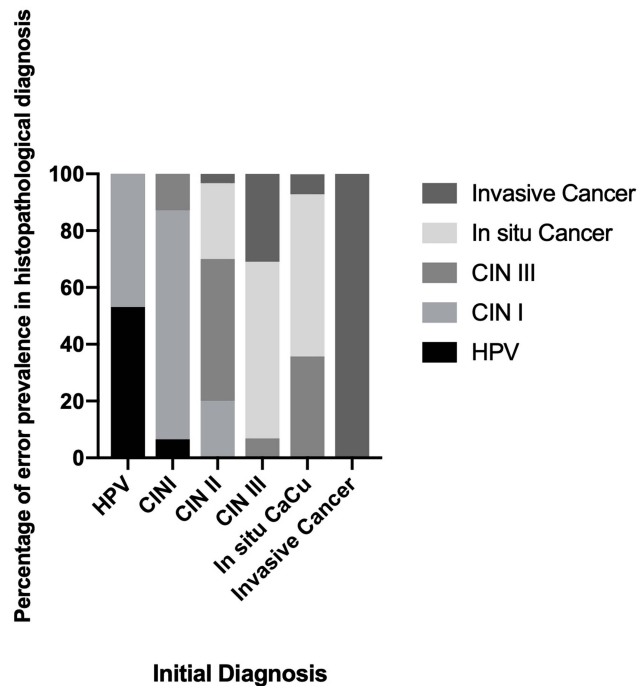 Percentage of error prevalence in histopathological diagnosis
100
80
60
40
20
0
HPV
CINI
CIN II
CIN III
In situ CaCu
Invasive Cancer
Initial Diagnosis
Invasive Cancer
In situ Cancer
CIN III
CIN I
HPV